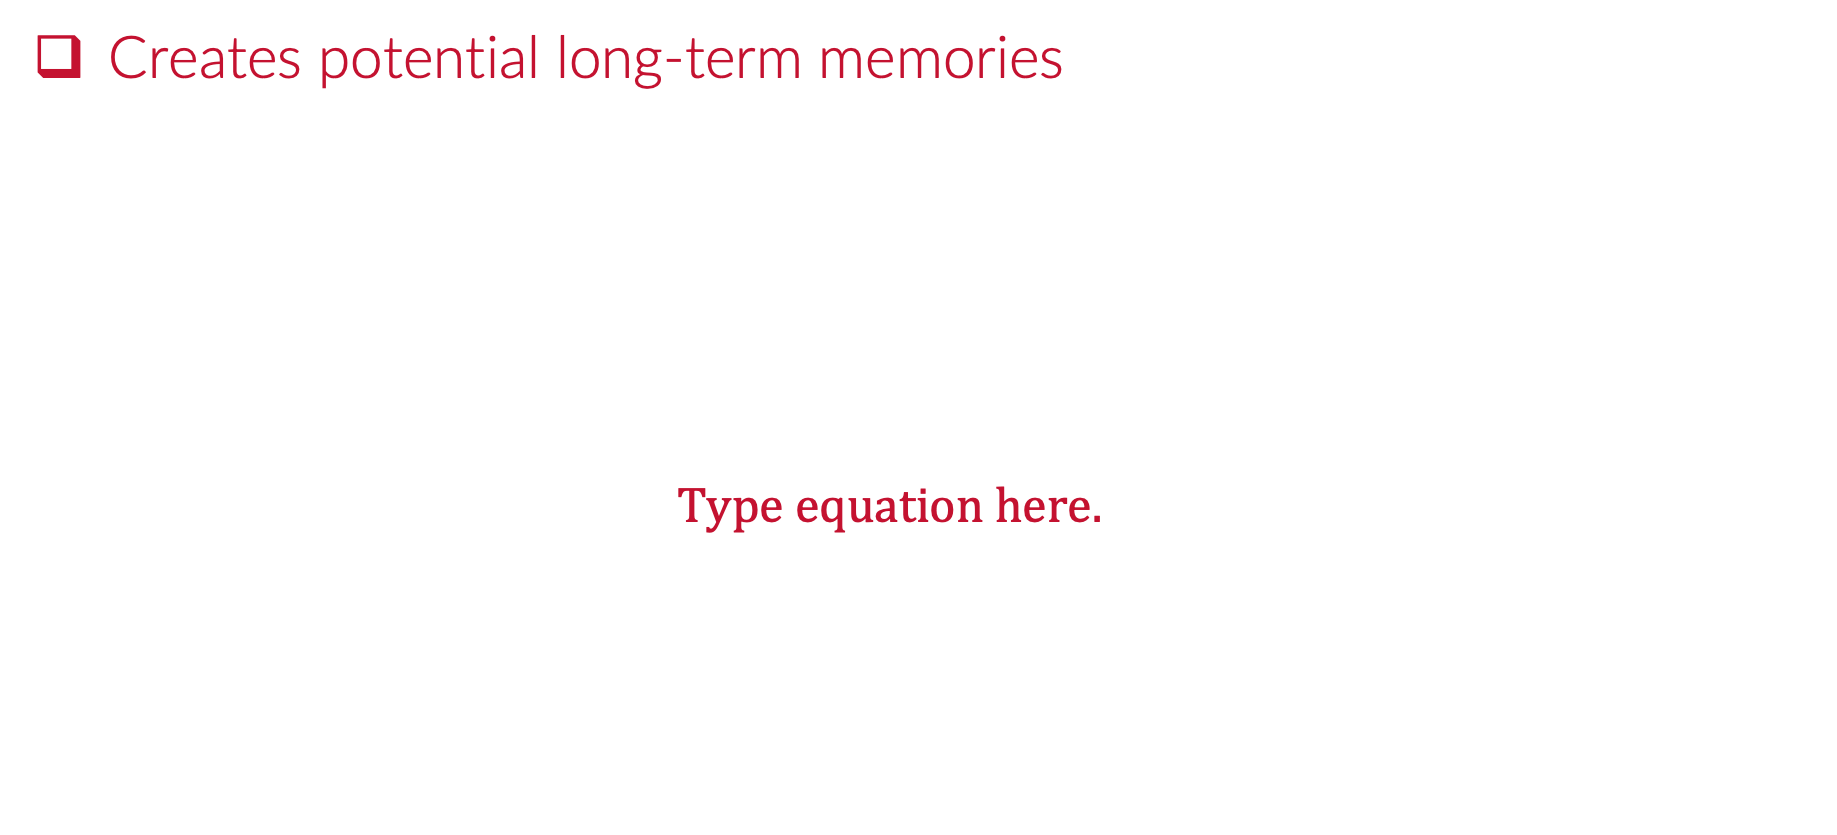 ❑ Creates potential long-term memories
Type equation here.